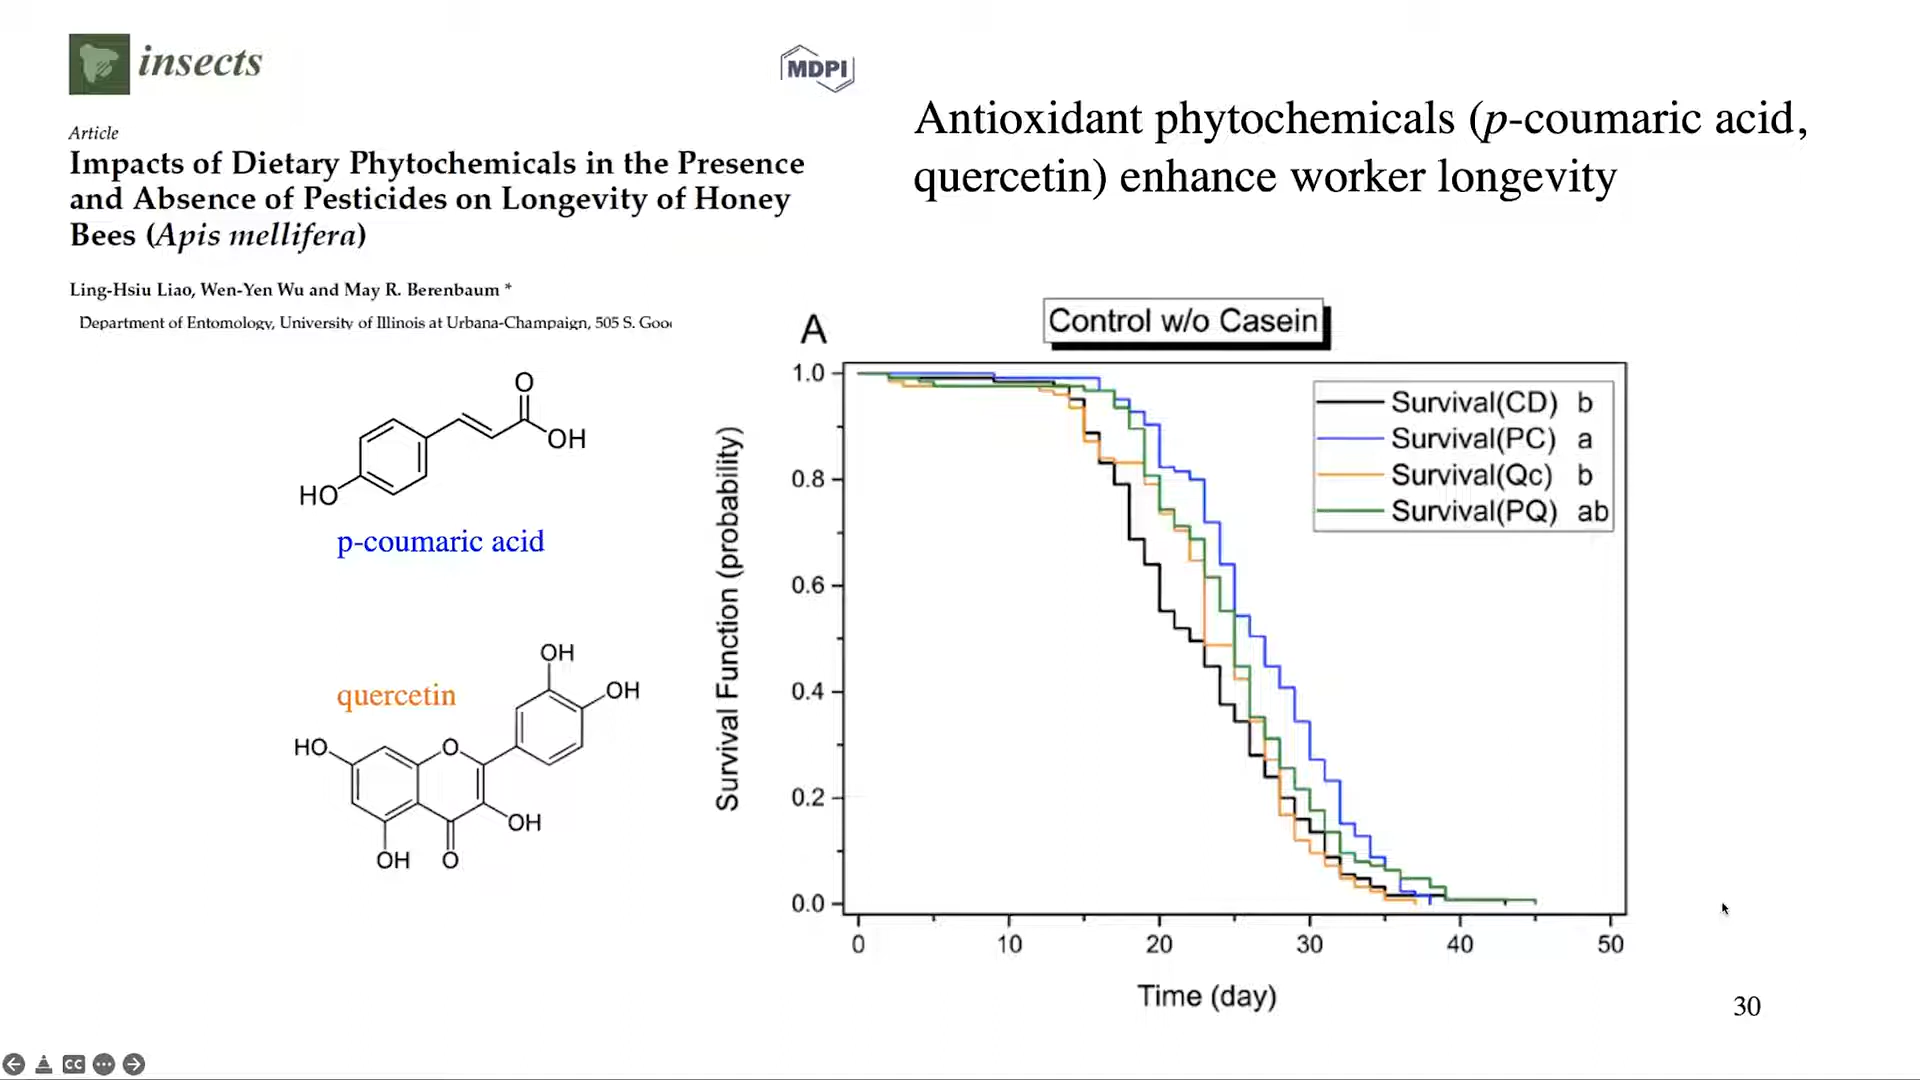 insects
MDPI
Article
Impacts of Dietary Phytochemicals in the Presence
and Absence of Pesticides on Longevity of Honey
Bees (Apis mellifera)
Ling-Hsiu Liao, Wen-Yen Wu and May R. Berenbaum *
Department of Entomology, University of Illinois at Urbana-Champaign, 505 S.
Antioxidant phytochemicals (p-coumaric acid,
quercetin) enhance worker longevity
O
OH
HO
p-coumaric acid
quercetin
OH
OH
HO
O
OH
OH
O
A
Control w/o Casein
Survival(CD) b
Survival(PC) a
Survival(Qc) b
Survival(PQ) ab
Survival Function (probability)
1.0
0.8
0.6
0.4
0.2
0.0
0 10 20 30 40 50
Time (day)
30
CC